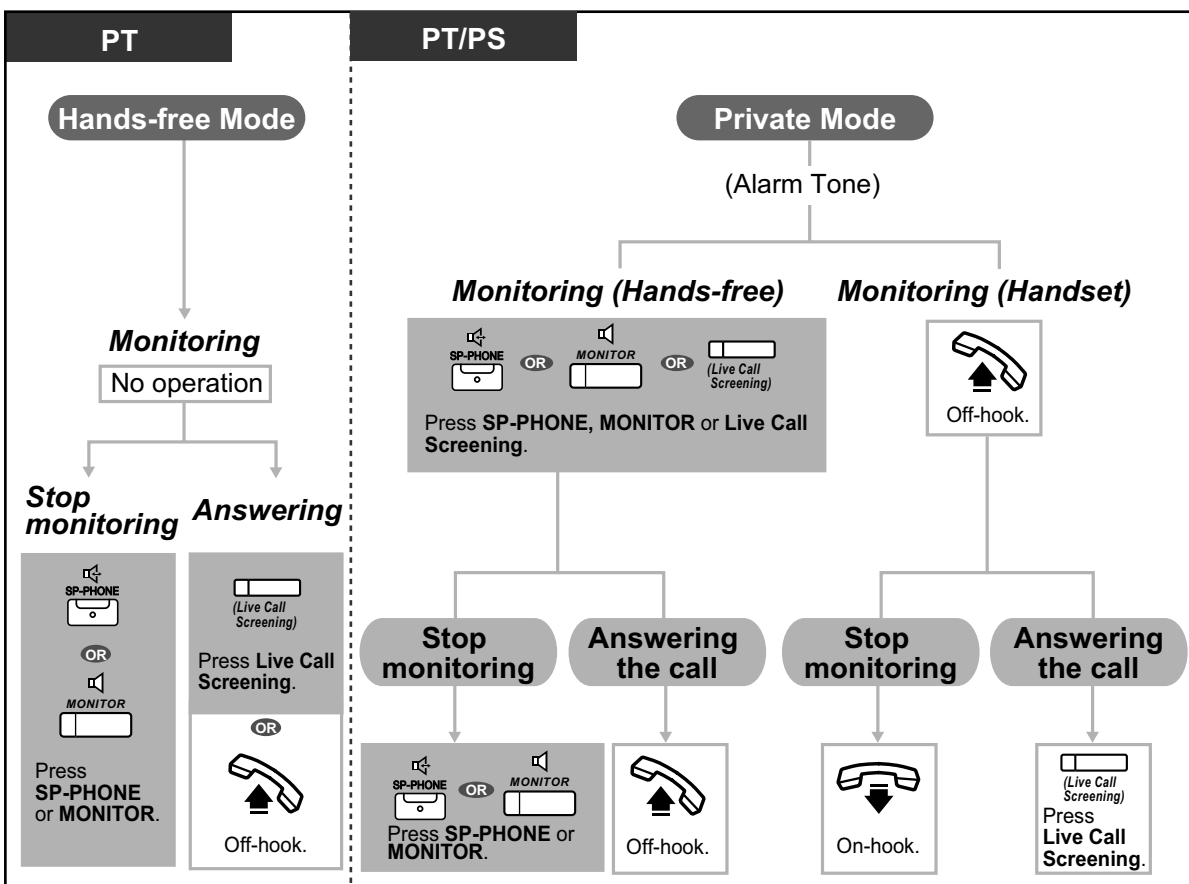 PT
Hands-free Mode
Monitoring
No operation
Stop
monitoring
SP-PHONE
OR
MONITOR
Press
SP-PHONE
or MONITOR.
Answering
(Live Call
Screening)
Press Live Call
Screening.
OR
Off-hook.
PT/PS
Private Mode
(Alarm Tone)
Monitoring (Hands-free)
SP-PHONE
OR
MONITOR
OR
(Live Call
Screening)
Press SP-PHONE, MONITOR or Live Call
Screening.
Stop
monitoring
SP-PHONE
OR
MONITOR
Press SP-PHONE or
MONITOR.
Answering
the call
Off-hook.
Monitoring (Handset)
Off-hook.
Stop
monitoring
On-hook.
Answering
the call
(Live Call
Screening)
Press
Live Call
Screening.